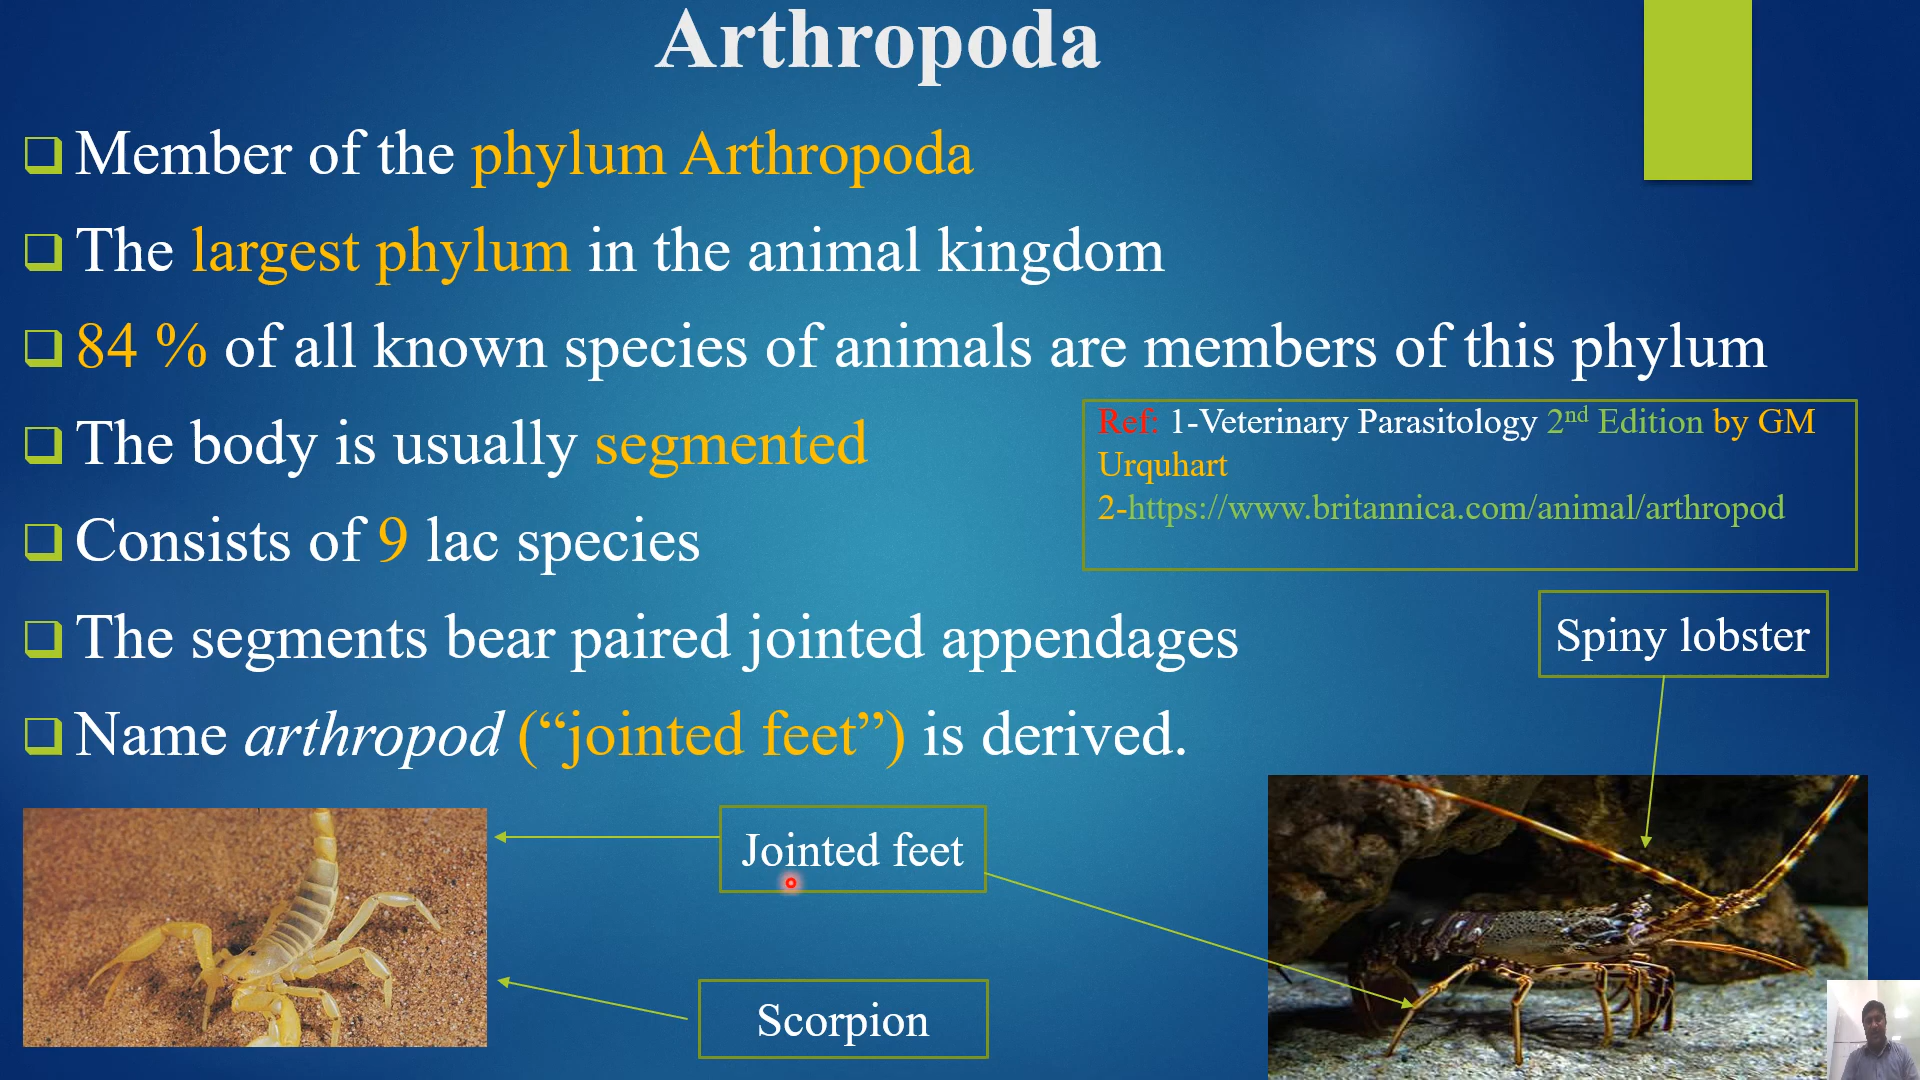 Arthropoda
Member of the phylum Arthropoda
The largest phylum in the animal kingdom
84 % of all known species of animals are members of this phylum
The body is usually segmented
Consists of 9 lac species
The segments bear paired jointed appendages
Name arthropod (“jointed feet”) is derived.
Ref: 1-Veterinary Parasitology 2nd Edition by GM
Urquhart
2-https://www.britannica.com/animal/arthropod
Spiny lobster
Jointed feet
Scorpion